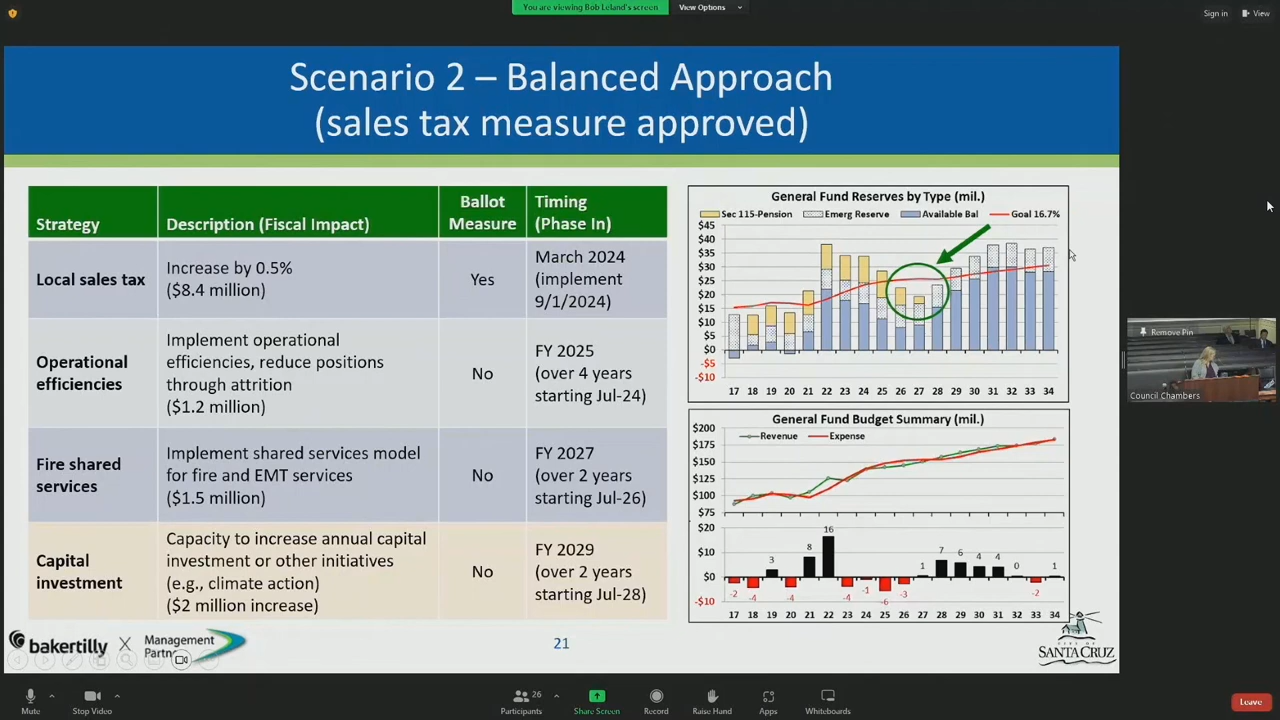 You are viewing Bob Leland's screen
View Options
Sign in
View
Scenario 2 – Balanced Approach
(sales tax measure approved)
Strategy
Description (Fiscal Impact)
Ballot
Measure
Timing
(Phase In)
Local sales tax
Increase by 0.5%
($8.4 million)
Yes
March 2024
(implement
9/1/2024)
Operational
efficiencies
Implement operational
efficiencies, reduce positions
through attrition
($1.2 million)
No
FY 2025
(over 4 years
starting Jul-24)
Fire shared
services
Implement shared services model
for fire and EMT services
($1.5 million)
No
FY 2027
(over 2 years
starting Jul-26)
Capital
investment
Capacity to increase annual capital
investment or other initiatives
(e.g., climate action)
($2 million increase)
No
FY 2029
(over 2 years
starting Jul-28)
General Fund Reserves by Type (mil.)
Sec 115-Pension Emerg Reserve Available Bal Goal 16.7%
$45
$40
$35
$30
$25
$20
$15
$10
$5
$0
-$5
-$10
17 18 19 20 21 22 23 24 25 26 27 28 29 30 31 32 33 34
General Fund Budget Summary (mil.)
Revenue Expense
$200
$175
$150
$125
$100
$75
$20
$10
$0
-$10
-2 -4 3 -4 8 16 -4 -1 -6 -3 1 7 6 4 4 0 -2 1
17 18 19 20 21 22 23 24 25 26 27 28 29 30 31 32 33 34
bakertilly X Management
21
CITY OF
SANTA CRUZ
Remove Pin
Council Chambers
Mute
Stop Video
26
Participants
Share Screen
Record
Raise Hand
Apps
Whiteboards
Leave